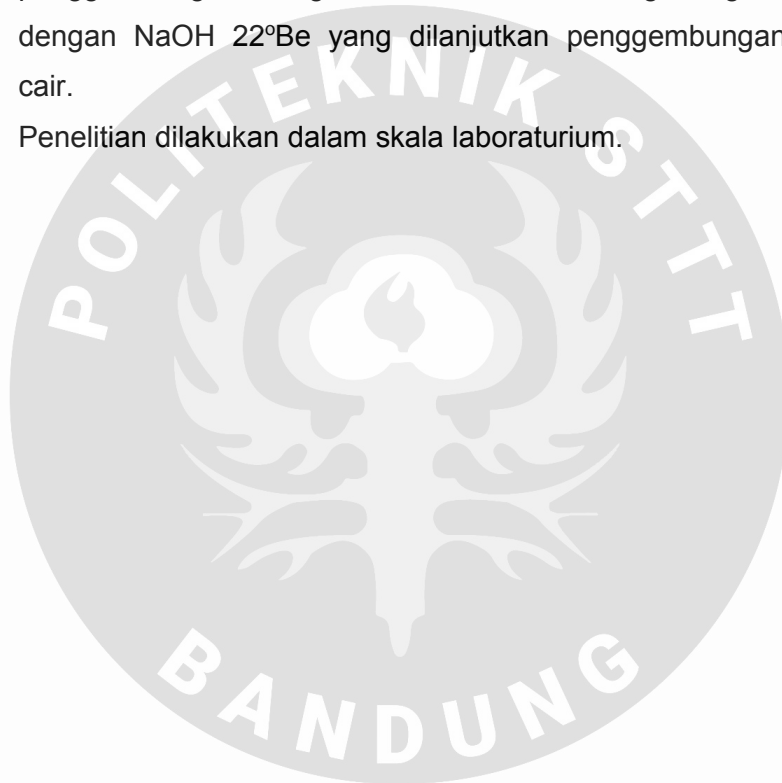 dengan NaOH 22ºBe yang dilanjutkan penggembungan
cair.
Penelitian dilakukan dalam skala laboraturium.
POLITEKNIK STTT
BANDUNG